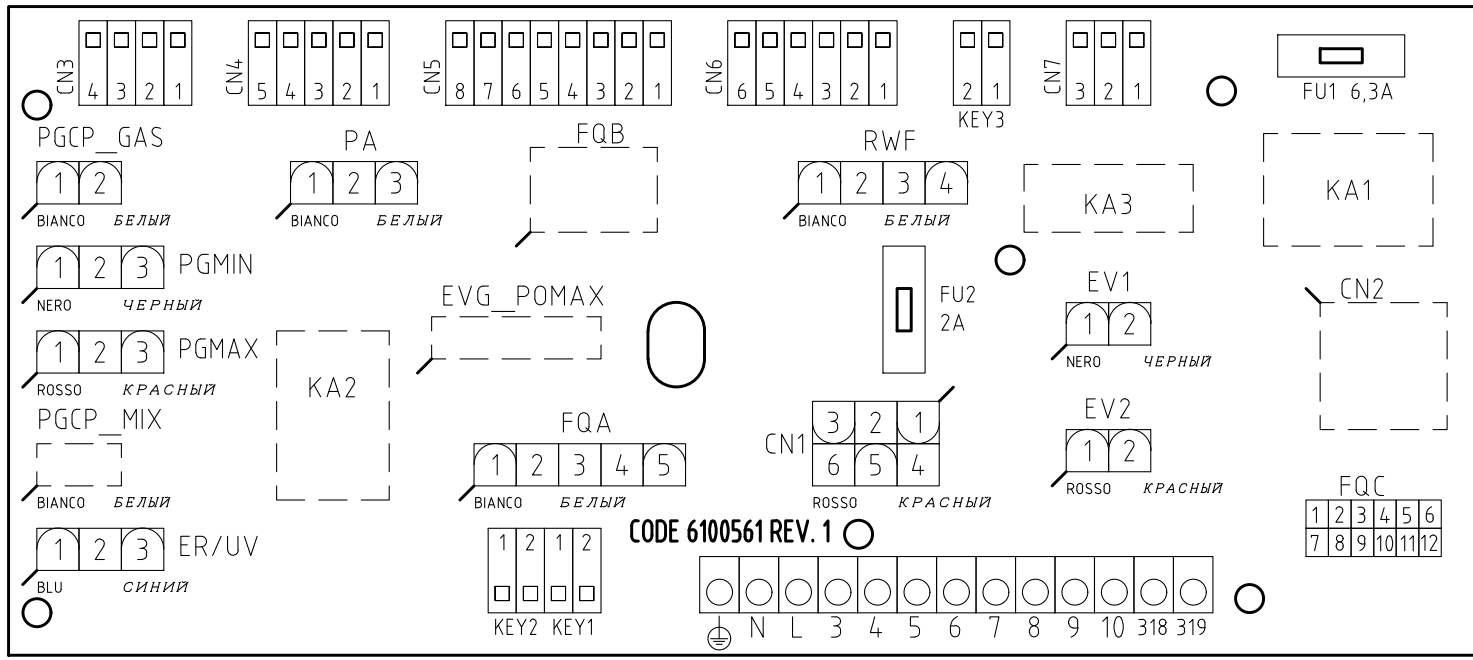 CN3 4 3 2 1
CN4 5 4 3 2 1
CN5 8 7 6 5 4 3 2 1
CN6 6 5 4 3 2 1
2 1
KEY3
CN7 3 2 1
FU1 6,3A
PGCP_GAS
1 2
BIANCO БЕЛЫЙ
PA
1 2 3
BIANCO БЕЛЫЙ
FQB
RWF
1 2 3 4
BIANCO БЕЛЫЙ
KA3
KA1
1 2 3 PGMIN
NERO ЧЕРНЫЙ
EVG_POMAX
FU2
2A
EV1
1 2
NERO ЧЕРНЫЙ
CN2
1 2 3 PGMAX
ROSSO КРАСНЫЙ
KA2
PGCP_MIX
BIANCO БЕЛЫЙ
FQA
1 2 3 4 5
BIANCO БЕЛЫЙ
CN1
3 2 1
6 5 4
ROSSO КРАСНЫЙ
EV2
1 2
ROSSO КРАСНЫЙ
FQC
1 2 3 4 5 6
7 8 9 10 11 12
1 2 3 ER/UV
BLU СИНИЙ
1 2 1 2
KEY2 KEY1
CODE 6100561 REV. 1
N L 3 4 5 6 7 8 9 10 318 319